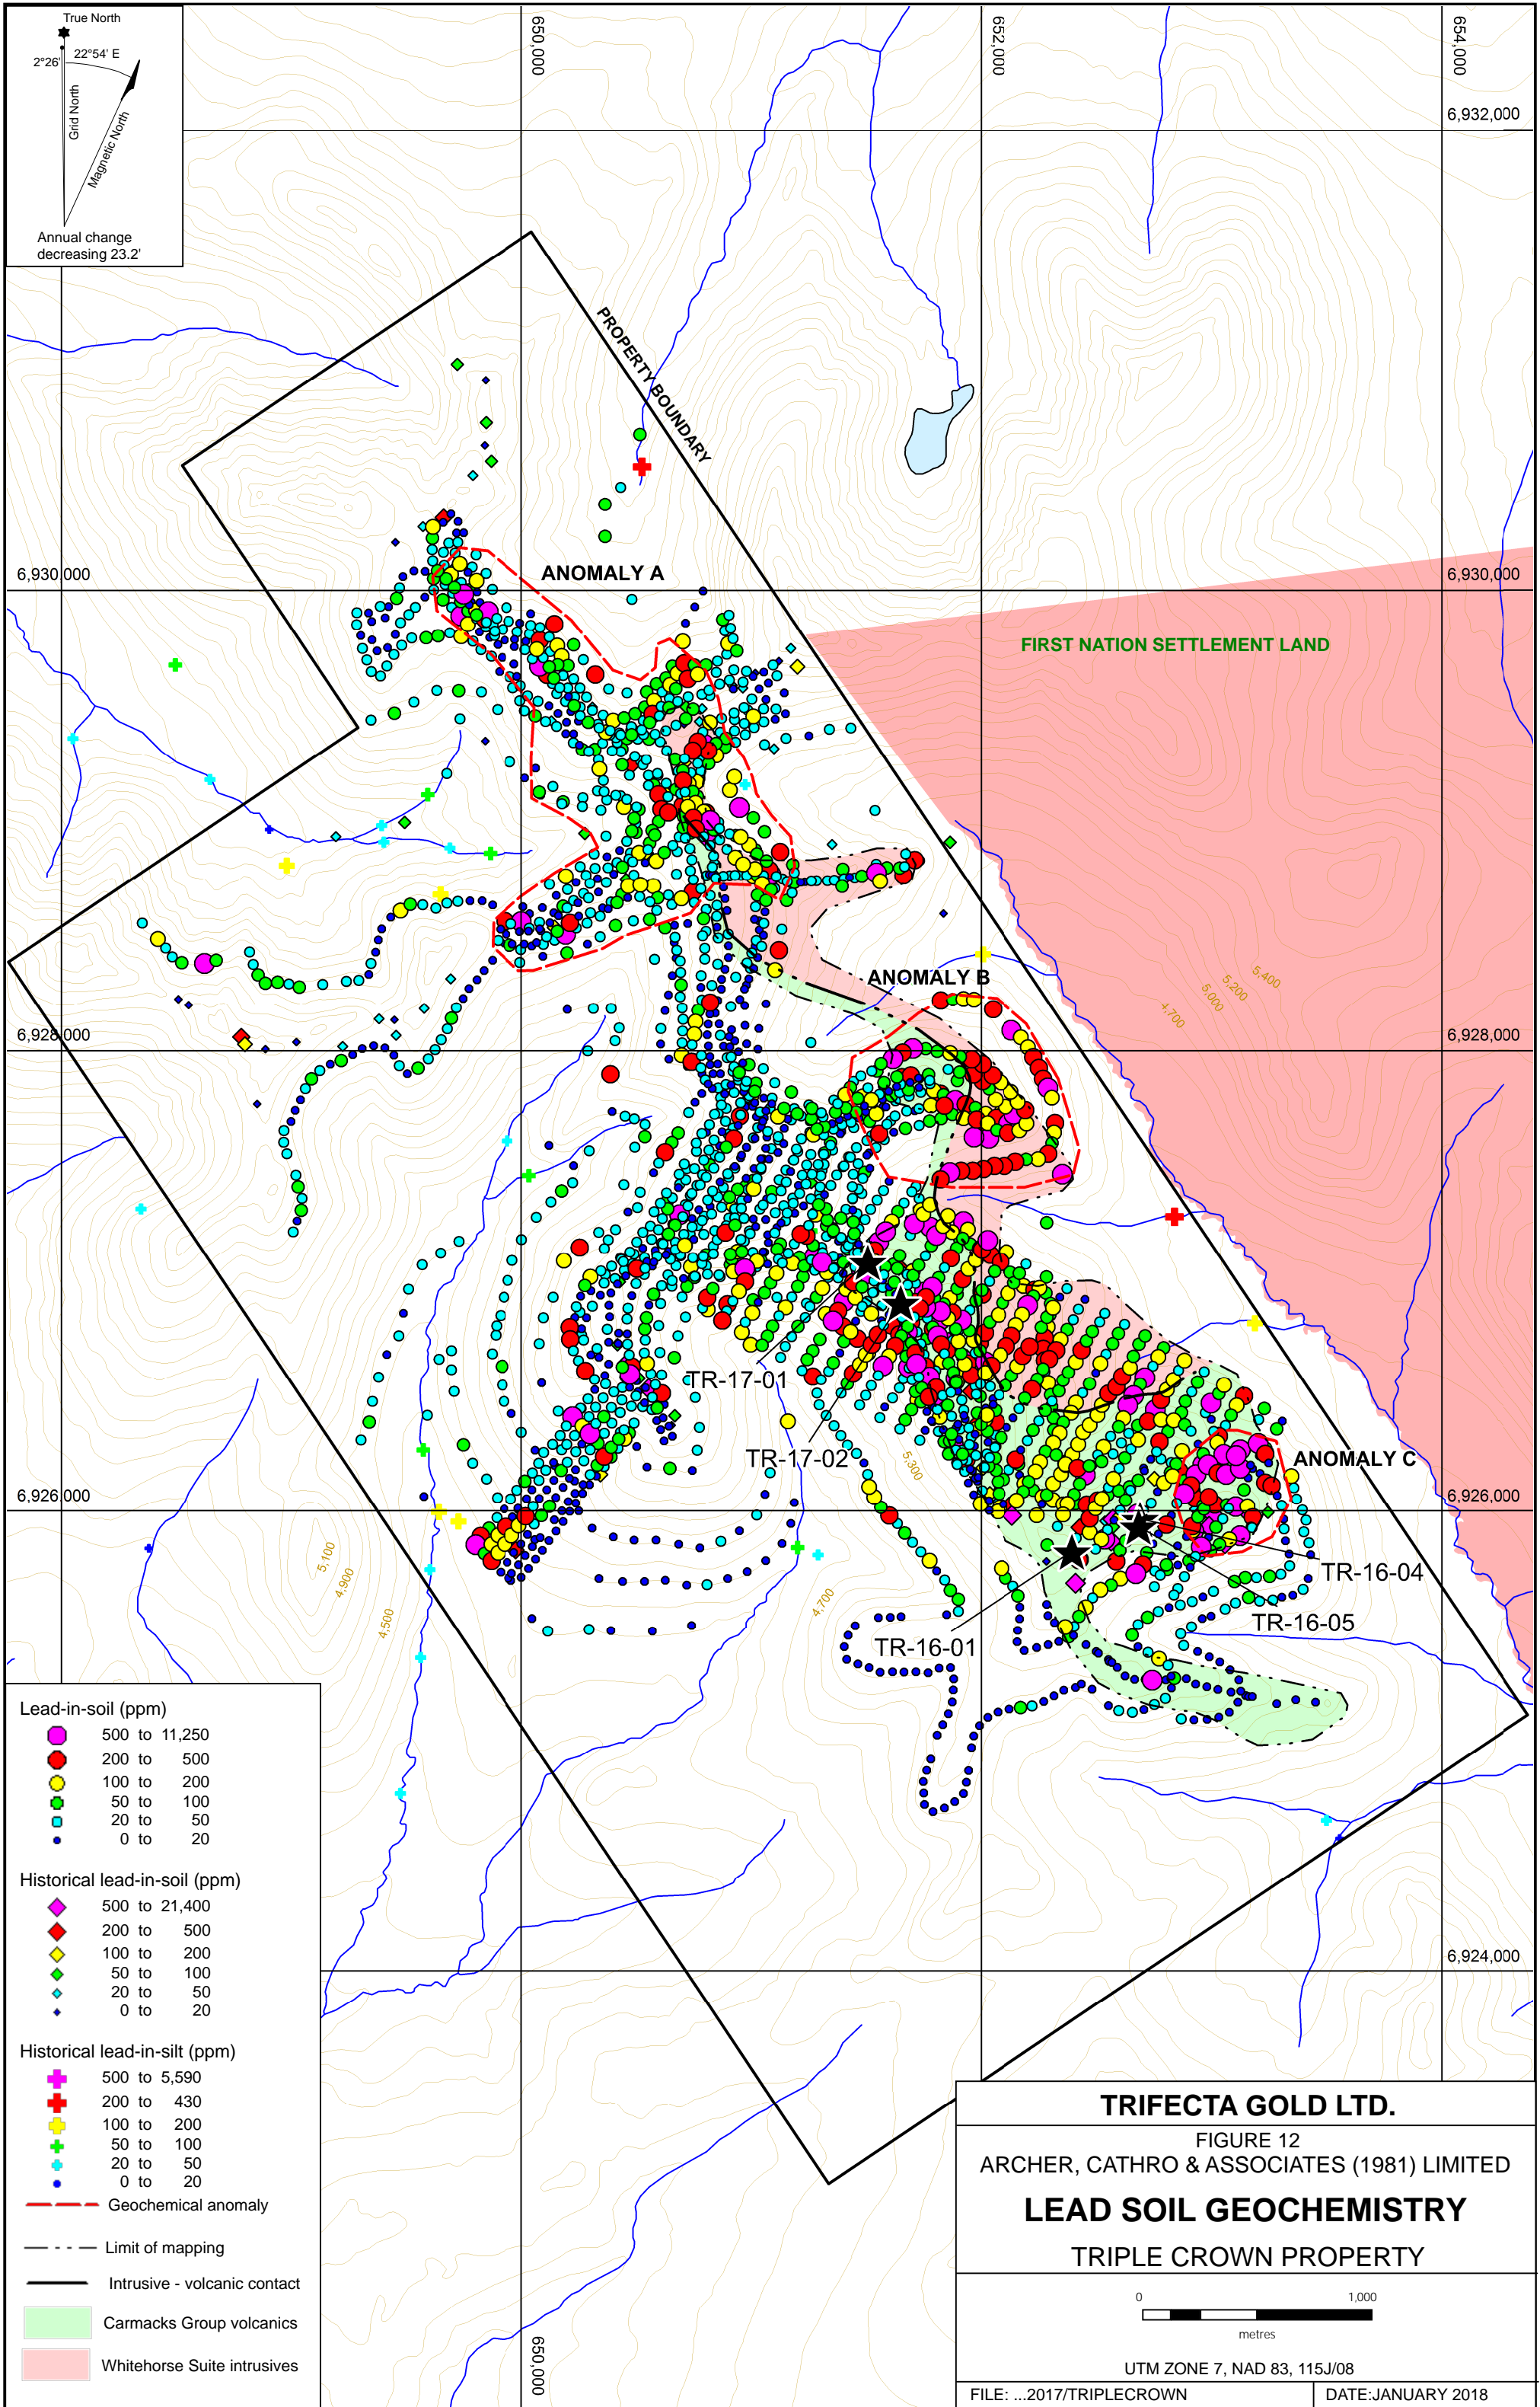 True North
2°26'
22°54' E
Grid North
Magnetic North
Annual change
decreasing 23.2'
650,000
652,000
654,000
6,932,000
PROPERTY BOUNDARY
6,930,000
ANOMALY A
6,930,000
FIRST NATION SETTLEMENT LAND
ANOMALY B
5,400
5,200
5,000
4,700
6,928,000
6,928,000
TR-17-01
TR-17-02
5,300
ANOMALY C
6,926,000
6,926,000
5,100
4,900
4,500
4,700
TR-16-04
TR-16-05
TR-16-01
Lead-in-soil (ppm)
500 to 11,250
200 to 500
100 to 200
50 to 100
20 to 50
0 to 20
Historical lead-in-soil (ppm)
500 to 21,400
200 to 500
100 to 200
50 to 100
20 to 50
0 to 20
Historical lead-in-silt (ppm)
500 to 5,590
200 to 430
100 to 200
50 to 100
20 to 50
0 to 20
Geochemical anomaly
Limit of mapping
Intrusive - volcanic contact
Carmacks Group volcanics
Whitehorse Suite intrusives
6,924,000
650,000
TRIFECTA GOLD LTD.
FIGURE 12
ARCHER, CATHRO & ASSOCIATES (1981) LIMITED
LEAD SOIL GEOCHEMISTRY
TRIPLE CROWN PROPERTY
0 1,000
metres
UTM ZONE 7, NAD 83, 115J/08
FILE: ...2017/TRIPLECROWN
DATE:JANUARY 2018